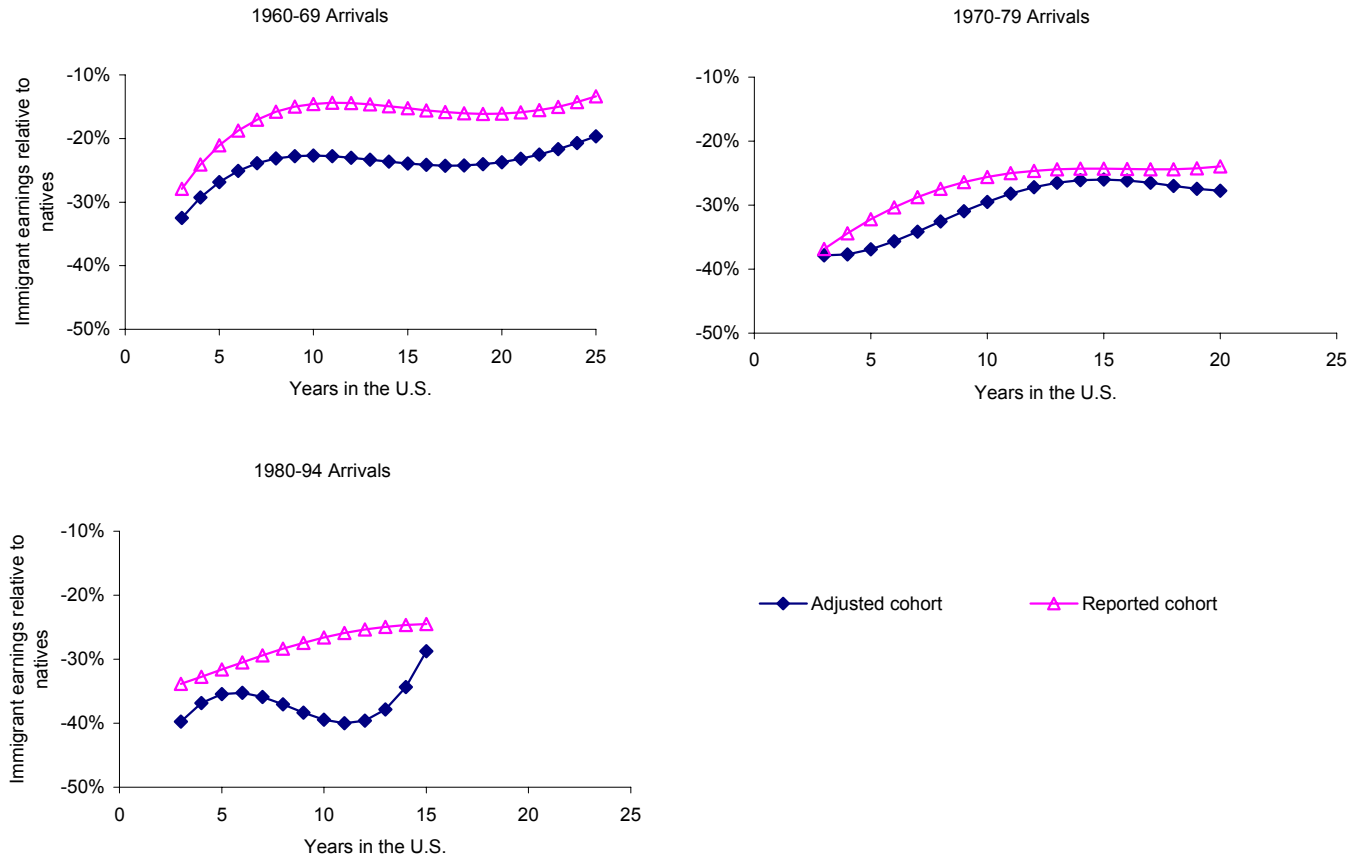 1960-69 Arrivals
Immigrant earnings relative to
natives
-10%
-20%
-30%
-40%
-50%
0 5 10 15 20 25
Years in the U.S.
1970-79 Arrivals
-10%
-20%
-30%
-40%
-50%
0 5 10 15 20 25
Years in the U.S.
1980-94 Arrivals
Immigrant earnings relative to
natives
-10%
-20%
-30%
-40%
-50%
0 5 10 15 20 25
Years in the U.S.
Adjusted cohort
Reported cohort